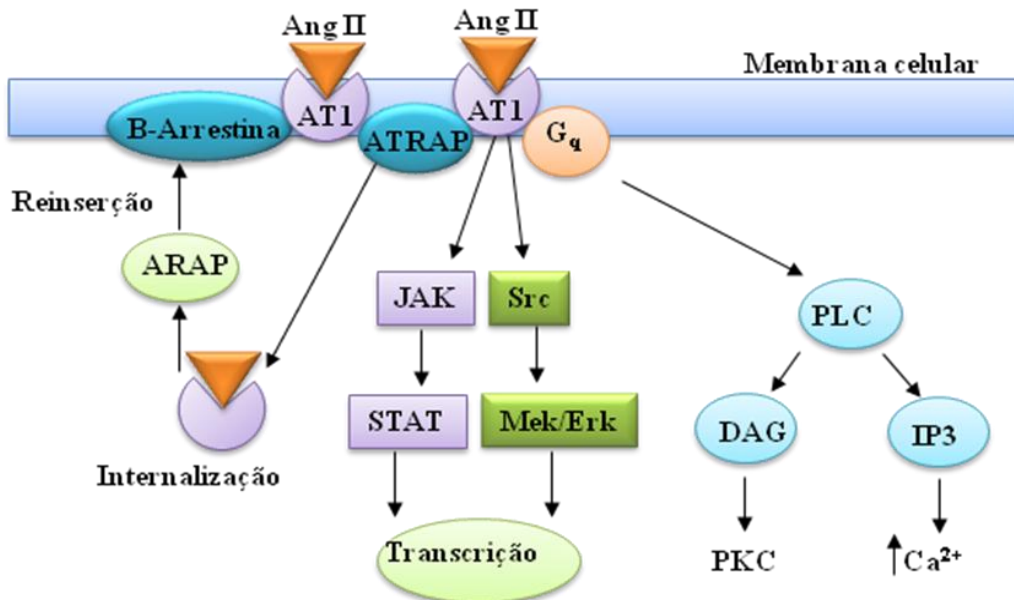 Ang II
Ang II
Membrana celular
B-Arrestina
AT1
ATRAP
AT1
Gq
Reinserção
ARAP
JAK
Src
PLC
STAT
Mek/Erk
DAG
IP3
Internalização
Transcrição
PKC
Ca²⁺